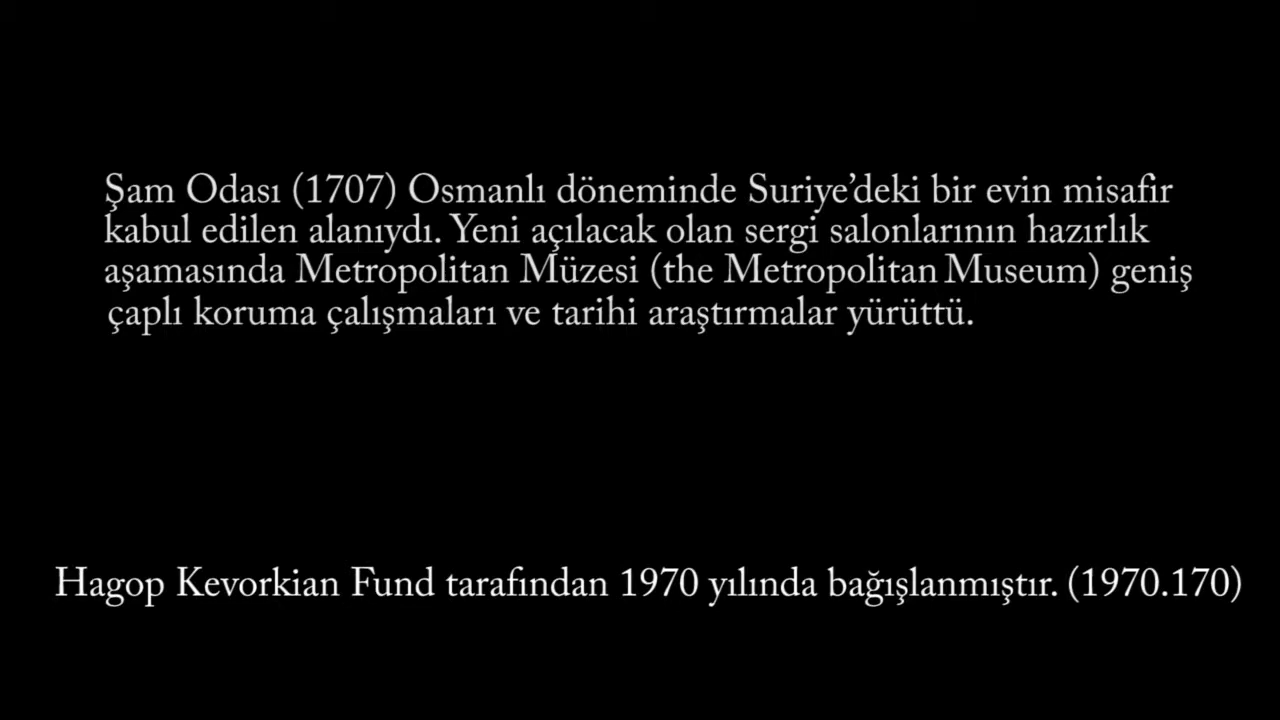 Şam Odası (1707) Osmanlı döneminde Suriye’deki bir evin misafir
kabul edilen alanıydı. Yeni açılacak olan sergi salonlarının hazırlık
aşamasında Metropolitan Müzesi (the Metropolitan Museum) geniş
çaplı koruma çalışmaları ve tarihi araştırmalar yürüttü.
Hagop Kevorkian Fund tarafından 1970 yılında bağışlanmıştır. (1970.170)